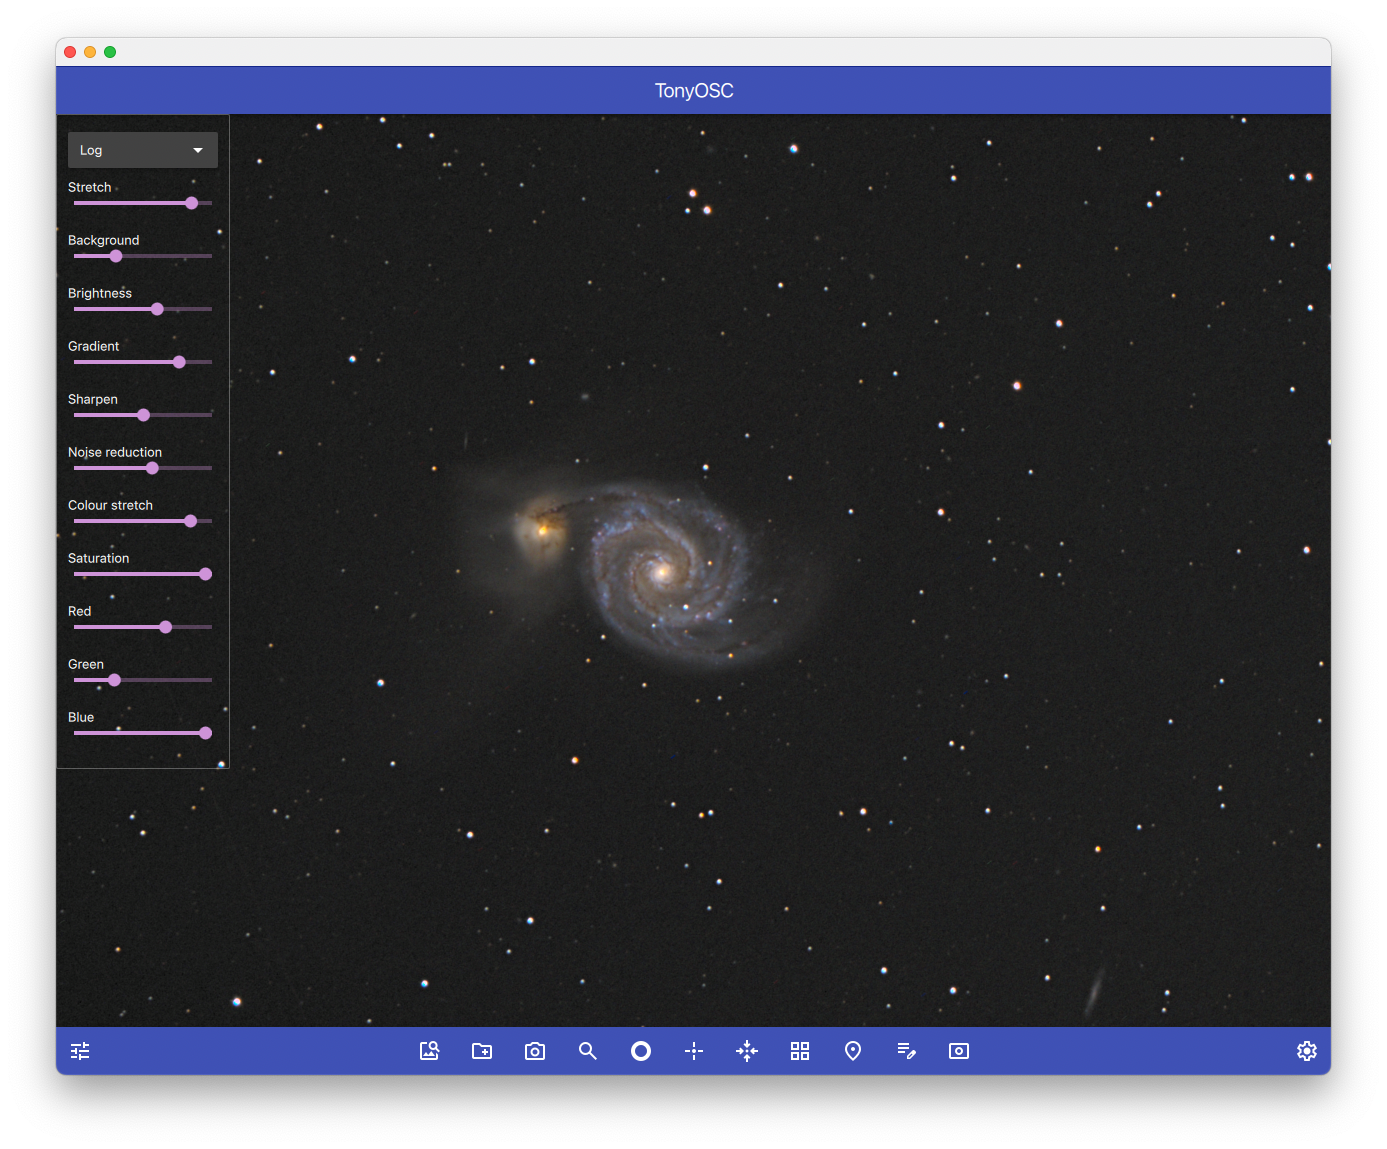 TonyOSC
Log
Stretch
Background
Brightness
Gradient
Sharpen
Noise reduction
Colour stretch
Saturation
Red
Green
Blue